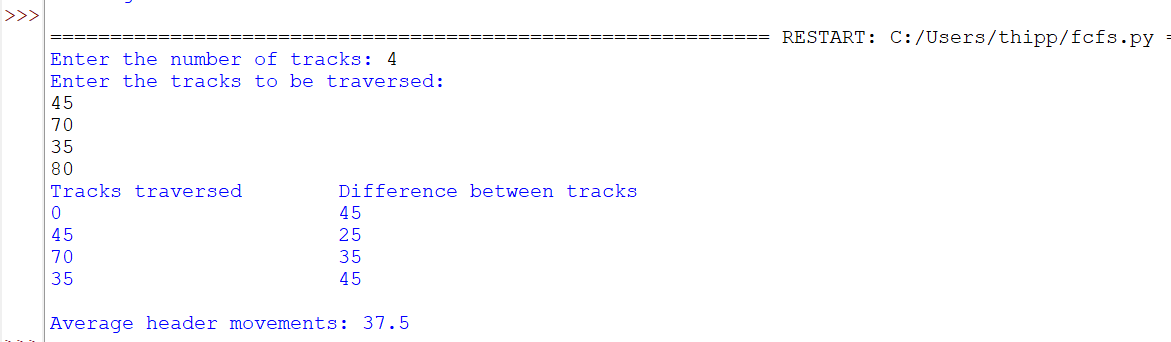 >>>
============================================================ RESTART: C:/Users/thipp/fcfs.py =
Enter the number of tracks: 4
Enter the tracks to be traversed:
45
70
35
80
Tracks traversed        Difference between tracks
0                       45
45                      25
70                      35
35                      45
Average header movements: 37.5